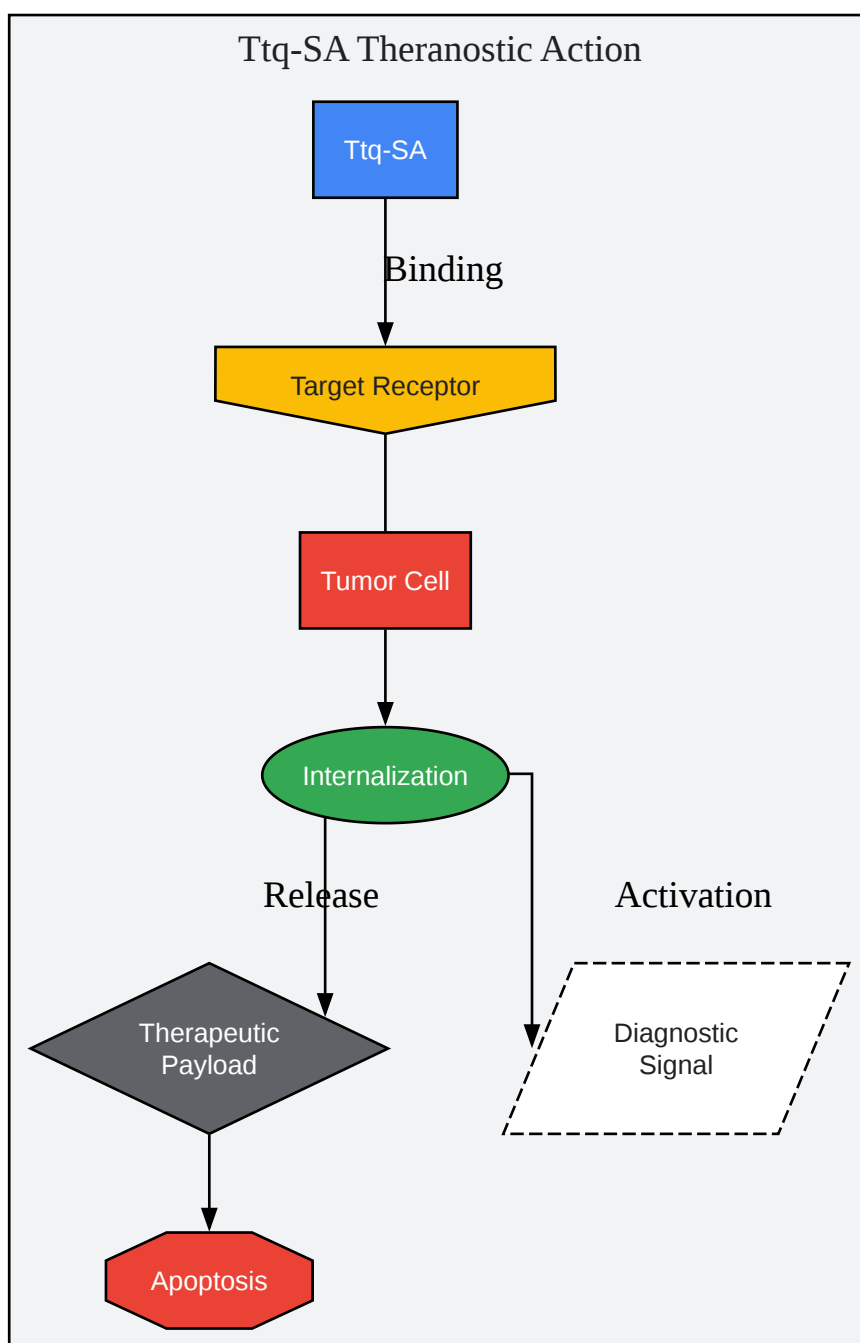 Ttq-SA Theranostic Action
Ttq-SA
Binding
Target Receptor
Tumor Cell
Internalization
Release
Activation
Therapeutic
Payload
Diagnostic
Signal
Apoptosis